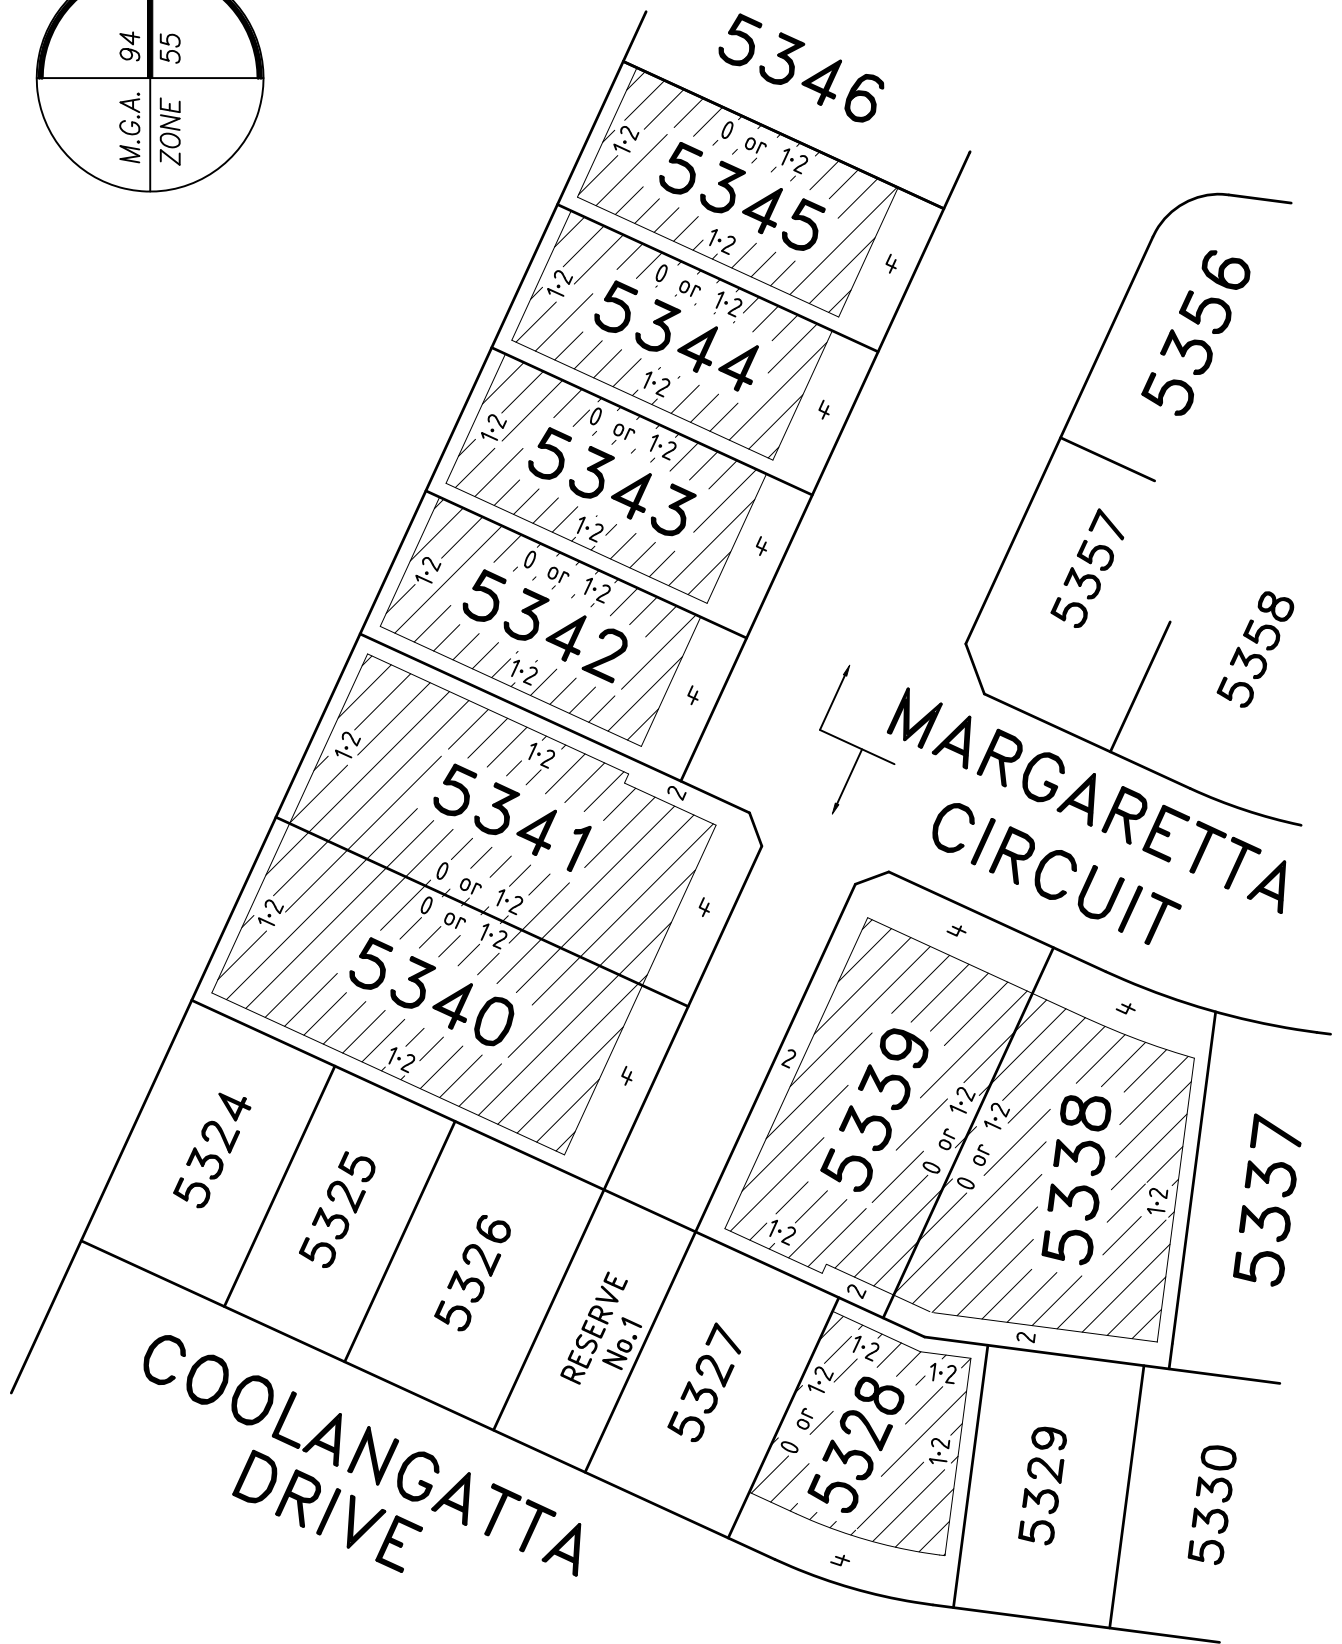 M.G.A. 94
ZONE 55
5346
0 or 1·2
1·2
5345
1·2
4
0 or 1·2
1·2
5344
1·2
4
0 or 1·2
1·2
5343
1·2
4
0 or 1·2
1·2
5342
1·2
4
1·2
1·2
2
5341
0 or 1·2
4
0 or 1·2
1·2
5340
1·2
4
5356
5357
5358
MARGARETTA
CIRCUIT
4
2
5339
0 or 1·2
1·2
2
4
0 or 1·2
5338
1·2
2
5337
5324
5325
5326
RESERVE
No.1
5327
1·2
1·2
0 or 1·2
5328
1·2
4
5329
5330
COOLANGATTA
DRIVE